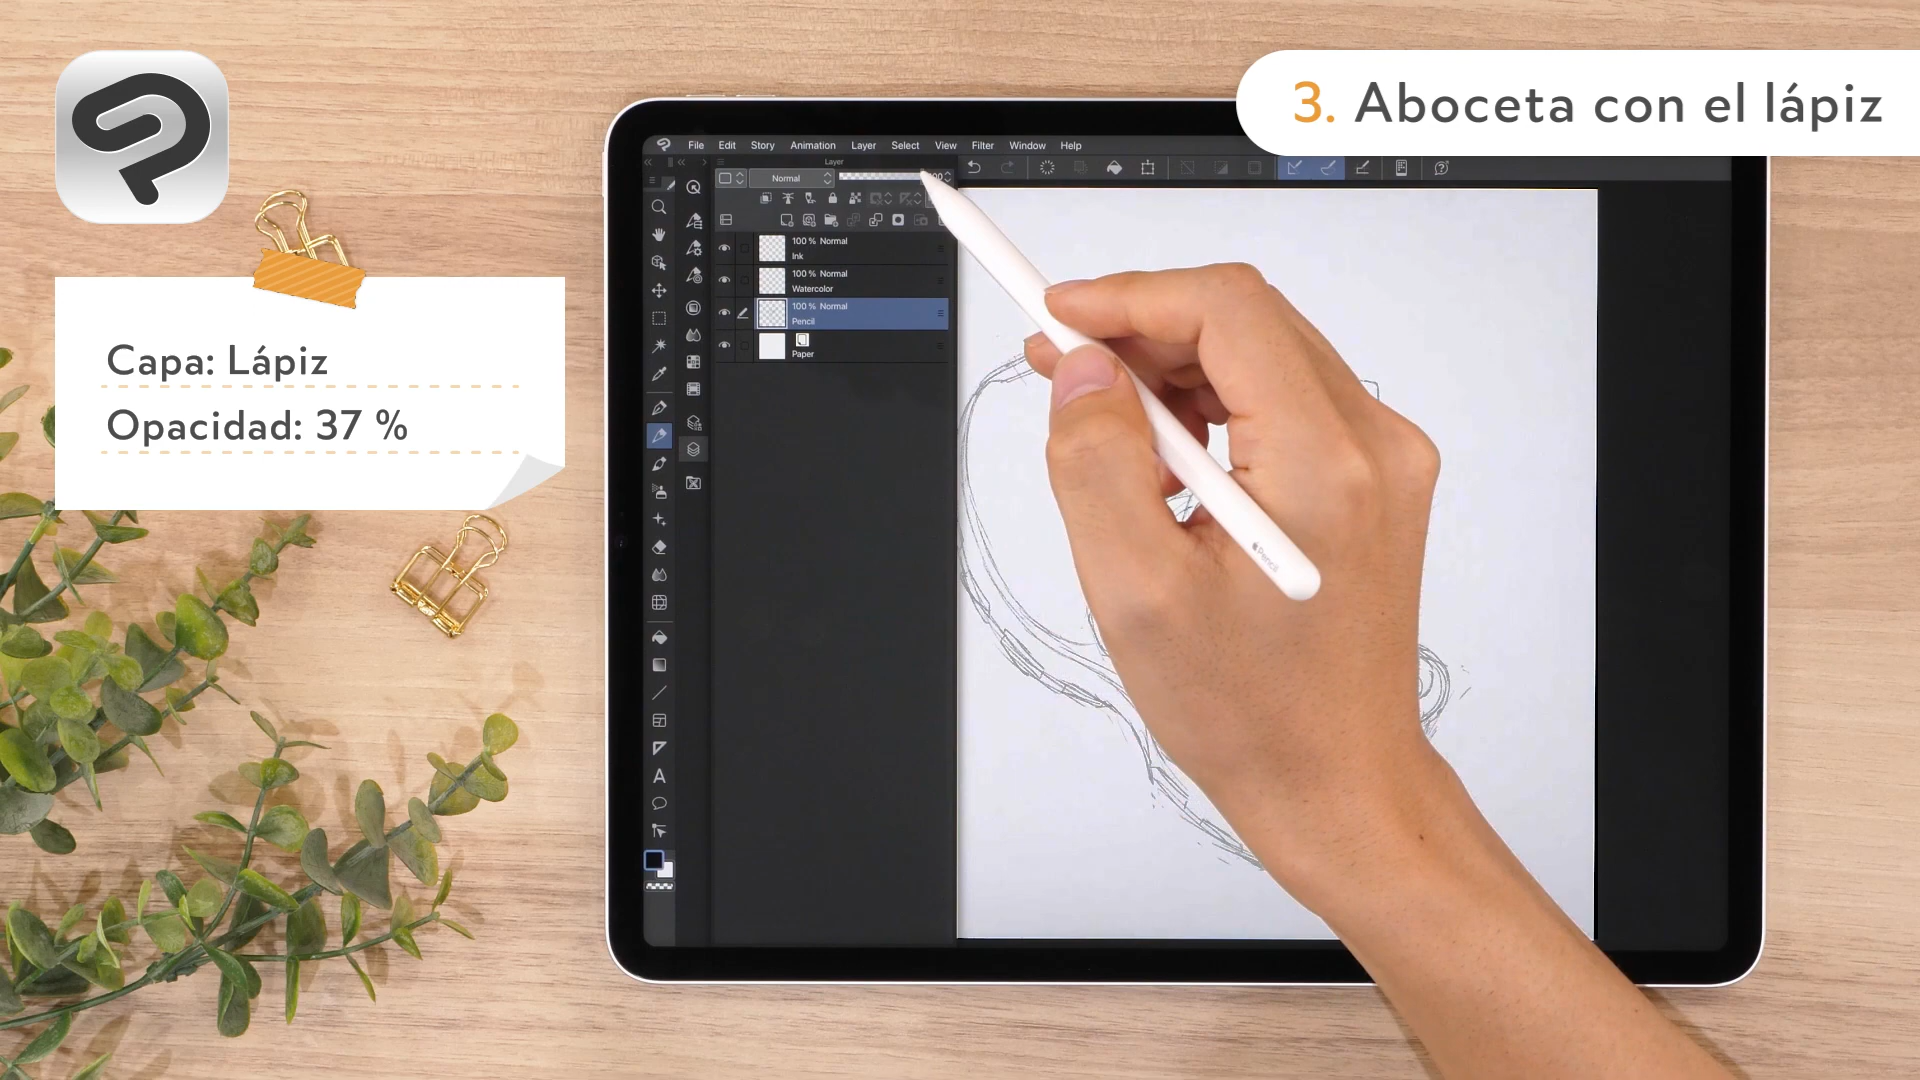 3. Aboceta con el lápiz
Capa: Lápiz
Opacidad: 37 %
File Edit Story Animation Layer Select View Filter Window Help
Layer
Normal
100 % Normal
Ink
100 % Normal
Watercolor
100 % Normal
Pencil
Paper
A
Pencil